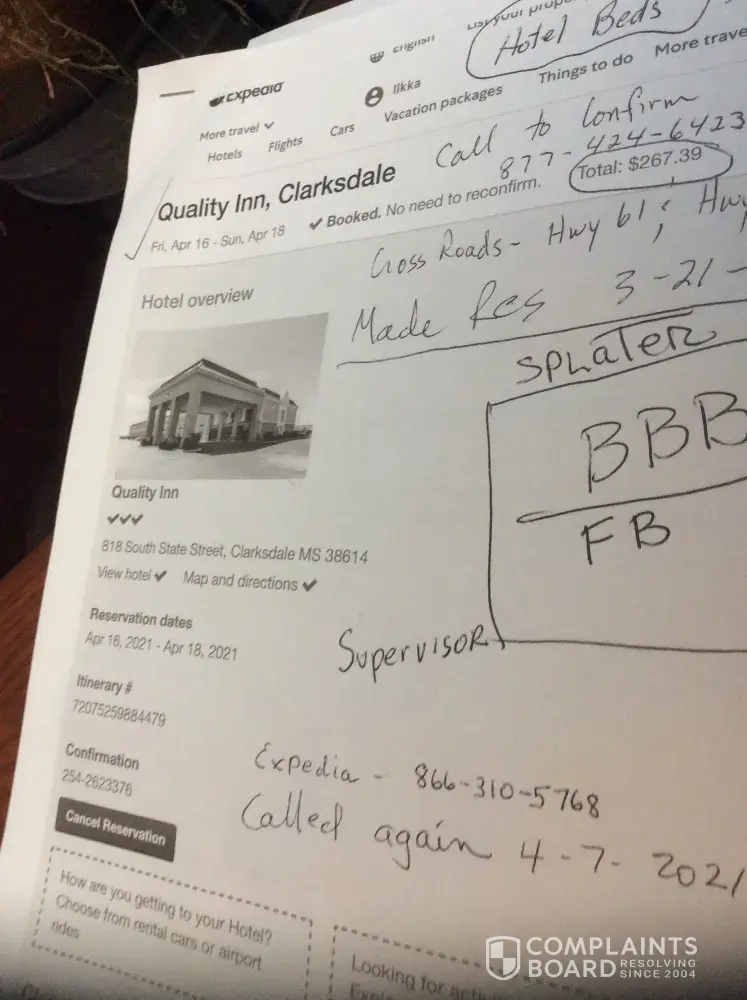 Hotel Beds
English
List your
Expedia
Ilkka
More travel
Hotels Flights Cars Vacation packages Things to do More trave
Call to Confirm
877-424-6423
Quality Inn, Clarksdale
Total: $267.39
Fri, Apr 16 - Sun, Apr 18
✔ Booked. No need to reconfirm.
Cross Roads - Hwy 61 ; Hwy
Made Res 3-21-
Hotel overview
SPLATER
BBB
FB
Quality Inn
818 South State Street, Clarksdale MS 38614
View hotel ✔ Map and directions ✔
Reservation dates
Apr 16, 2021 - Apr 18, 2021
Supervisor
Itinerary #
72075259884479
Confirmation
254-2623376
Expedia - 866-310-5768
Called again 4-7-2021
Cancel Reservation
How are you getting to your Hotel?
Choose from rental cars or airport
rides
Looking for
COMPLAINTS
BOARD RESOLVING
SINCE 2004